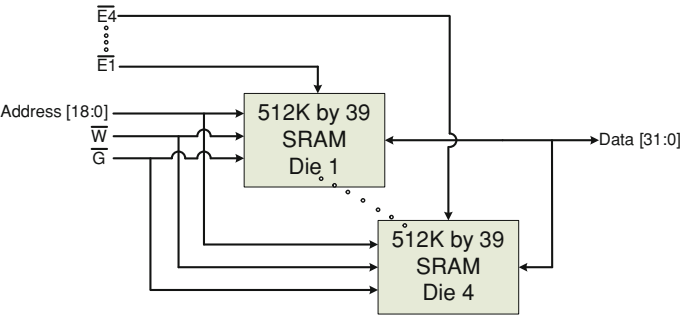 E4
E1
Address [18:0]
W
G
512K by 39
SRAM
Die 1
Data [31:0]
512K by 39
SRAM
Die 4